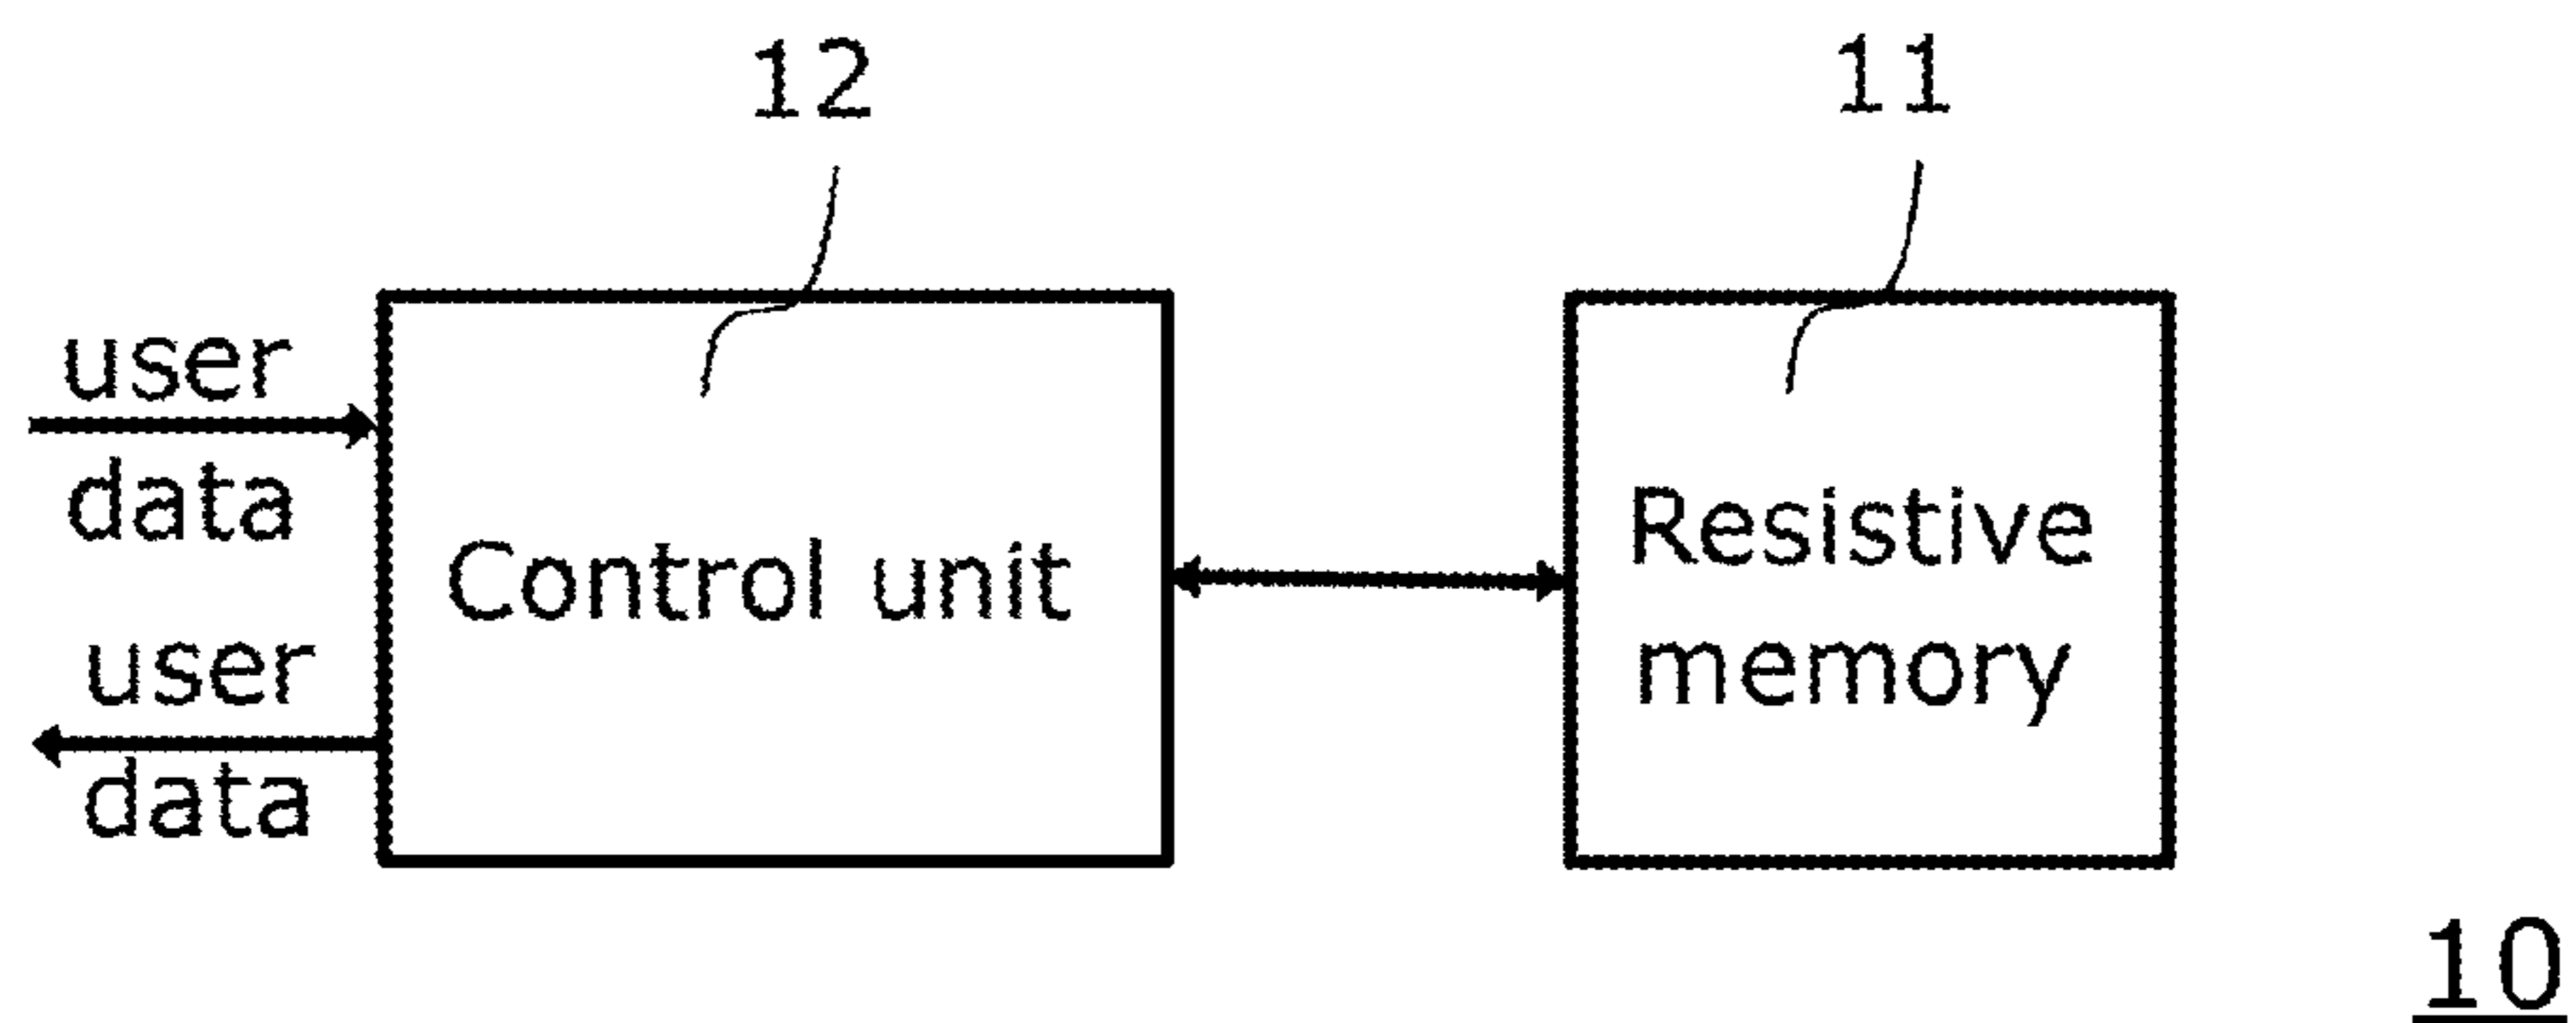 12
11
user
data
Control unit
user
data
Resistive
memory
10